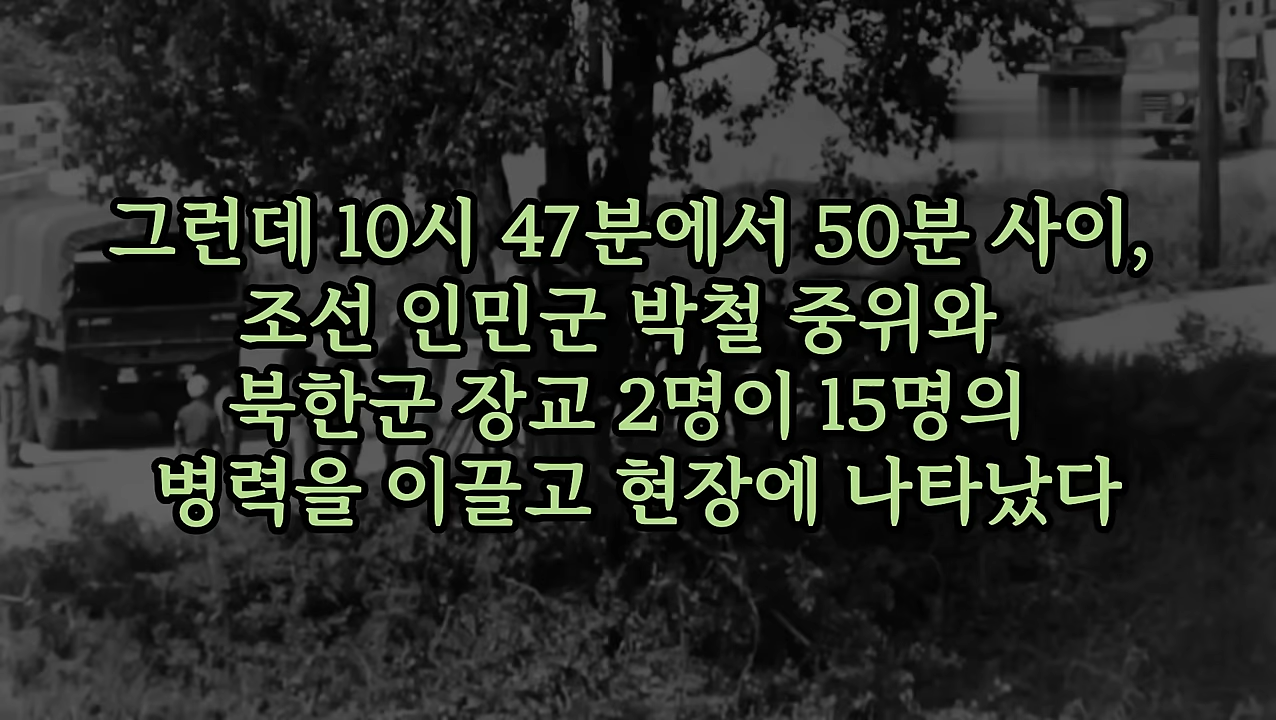 그런데 10시 47분에서 50분 사이,
조선 인민군 박철 중위와
북한군 장교 2명이 15명의
병력을 이끌고 현장에 나타났다